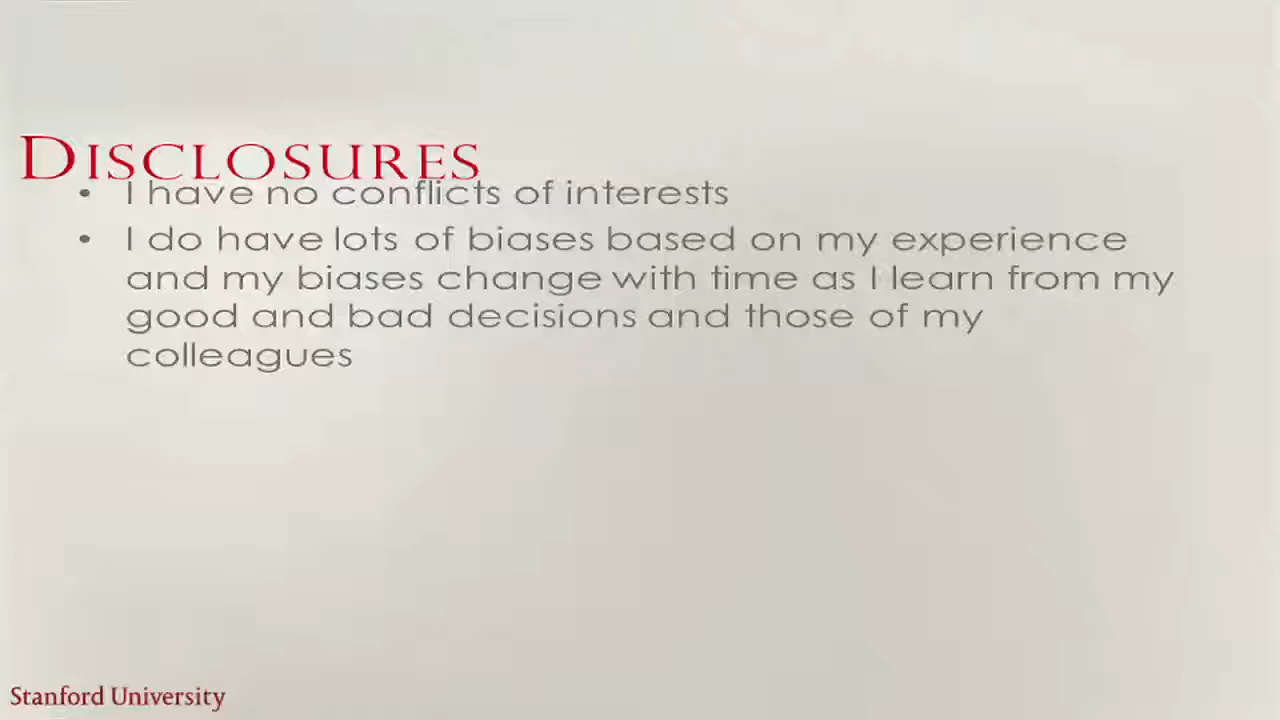 DISCLOSURES
• I have no conflicts of interests
• I do have lots of biases based on my experience
and my biases change with time as I learn from my
good and bad decisions and those of my
colleagues
Stanford University